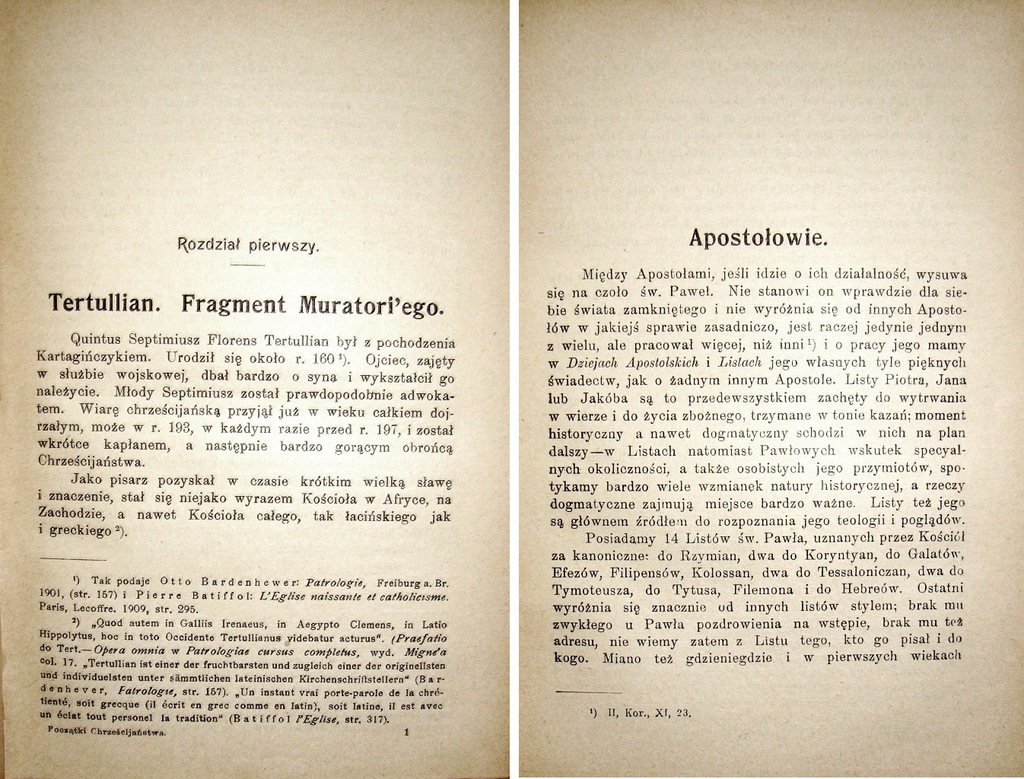 Rozdział pierwszy.
Tertullian. Fragment Muratori'ego.
Quintus Septimiusz Florens Tertullian był z pochodzenia
Kartagińczykiem. Urodził się około r. 160 ¹). Ojciec, zajęty
w służbie wojskowej, dbał bardzo o syna i wykształcił go
należycie. Młody Septimiusz został prawdopodobnie adwoka-
tem. Wiarę chrześcijańską przyjął już w wieku całkiem doj-
rzałym, może w r. 193, w każdym razie przed r. 197, i został
wkrótce kapłanem, a następnie bardzo gorącym obrońcą
Chrześcijaństwa.
Jako pisarz pozyskał w czasie krótkim wielką sławę
i znaczenie, stał się niejako wyrazem Kościoła w Afryce, na
Zachodzie, a nawet Kościoła całego, tak łacińskiego jak
i greckiego ²).
¹) Tak podaje Otto Bardenhewer: Patrologie, Freiburg a. Br.
1901, (str. 157) i Pierre Batiffol: L'Eglise naissante et catholicisme.
Paris, Lecoffre. 1909, str. 295.
²) „Quod autem in Galliis Irenaeus, in Aegypto Clemens, in Latio
Hippolytus, hoc in toto Occidente Tertullianus videbatur acturus". (Praefatio
do Tert.— Opera omnia w Patrologiae cursus completus, wyd. Migne'a
col. 17. „Tertullian ist einer der fruchtbarsten und zugleich einer der originellsten
und individuelsten unter sämmtlichen lateinischen Kirchenschriftstellern" (Bar-
denhever, Patrologie, str. 157). „Un instant vrai porte-parole de la chré-
tienté, soit grecque (il écrit en grec comme en latin), soit latine, il est avec
un éclat tout personel la tradition" (Batiffol l'Eglise, str. 317).
Początki Chrześcijaństwa. 1
Apostołowie.
Między Apostołami, jeśli idzie o ich działalność, wysuwa
się na czoło św. Paweł. Nie stanowi on wprawdzie dla sie-
bie świata zamkniętego i nie wyróżnia się od innych Aposto-
łów w jakiejś sprawie zasadniczo, jest raczej jedynie jednym
z wielu, ale pracował więcej, niż inni ¹) i o pracy jego mamy
w Dziejach Apostolskich i Listach jego własnych tyle pięknych
świadectw, jak o żadnym innym Apostole. Listy Piotra, Jana
lub Jakóba są to przedewszystkiem zachęty do wytrwania
w wierze i do życia zbożnego, trzymane w tonie kazań: moment
historyczny a nawet dogmatyczny schodzi w nich na plan
dalszy—w Listach natomiast Pawłowych wskutek specyal-
nych okoliczności, a także osobistych jego przymiotów, spo-
tykamy bardzo wiele wzmianek natury historycznej, a rzeczy
dogmatyczne zajmują miejsce bardzo ważne. Listy też jego
są głównem źródłem do rozpoznania jego teologii i poglądów.
Posiadamy 14 Listów św. Pawła, uznanych przez Kościół
za kanoniczne: do Rzymian, dwa do Koryntyan, do Galatów,
Efezów, Filipensów, Kolossan, dwa do Tessaloniczan, dwa do
Tymoteusza, do Tytusa, Filemona i do Hebreów. Ostatni
wyróżnia się znacznie od innych listów stylem; brak mu
zwykłego u Pawła pozdrowienia na wstępie, brak mu też
adresu, nie wiemy zatem z Listu tego, kto go pisał i do
kogo. Miano też gdzieniegdzie i w pierwszych wiekach
¹) II, Kor., XI, 23.